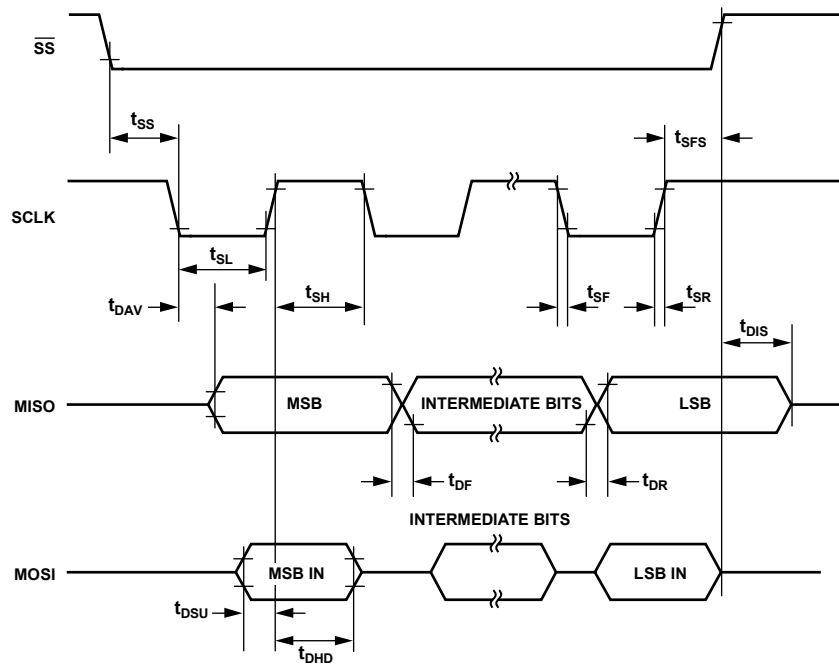 SS
tSS
tSFS
SCLK
tSL
tSH
tSF
tSR
tDAV
tDIS
MISO
MSB
INTERMEDIATE BITS
LSB
tDF
tDR
INTERMEDIATE BITS
MOSI
MSB IN
LSB IN
tDSU
tDHD